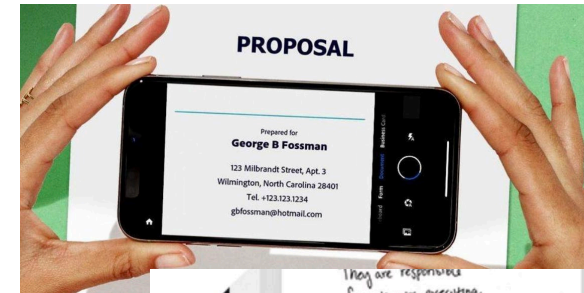 PROPOSAL
Prepared for
George B Fossman
123 Milbrandt Street, Apt. 3
Wilmington, North Carolina 28401
Tel. +123.123.1234
gbfossman@hotmail.com
Business Card
Document
Form
They are responsible
executing